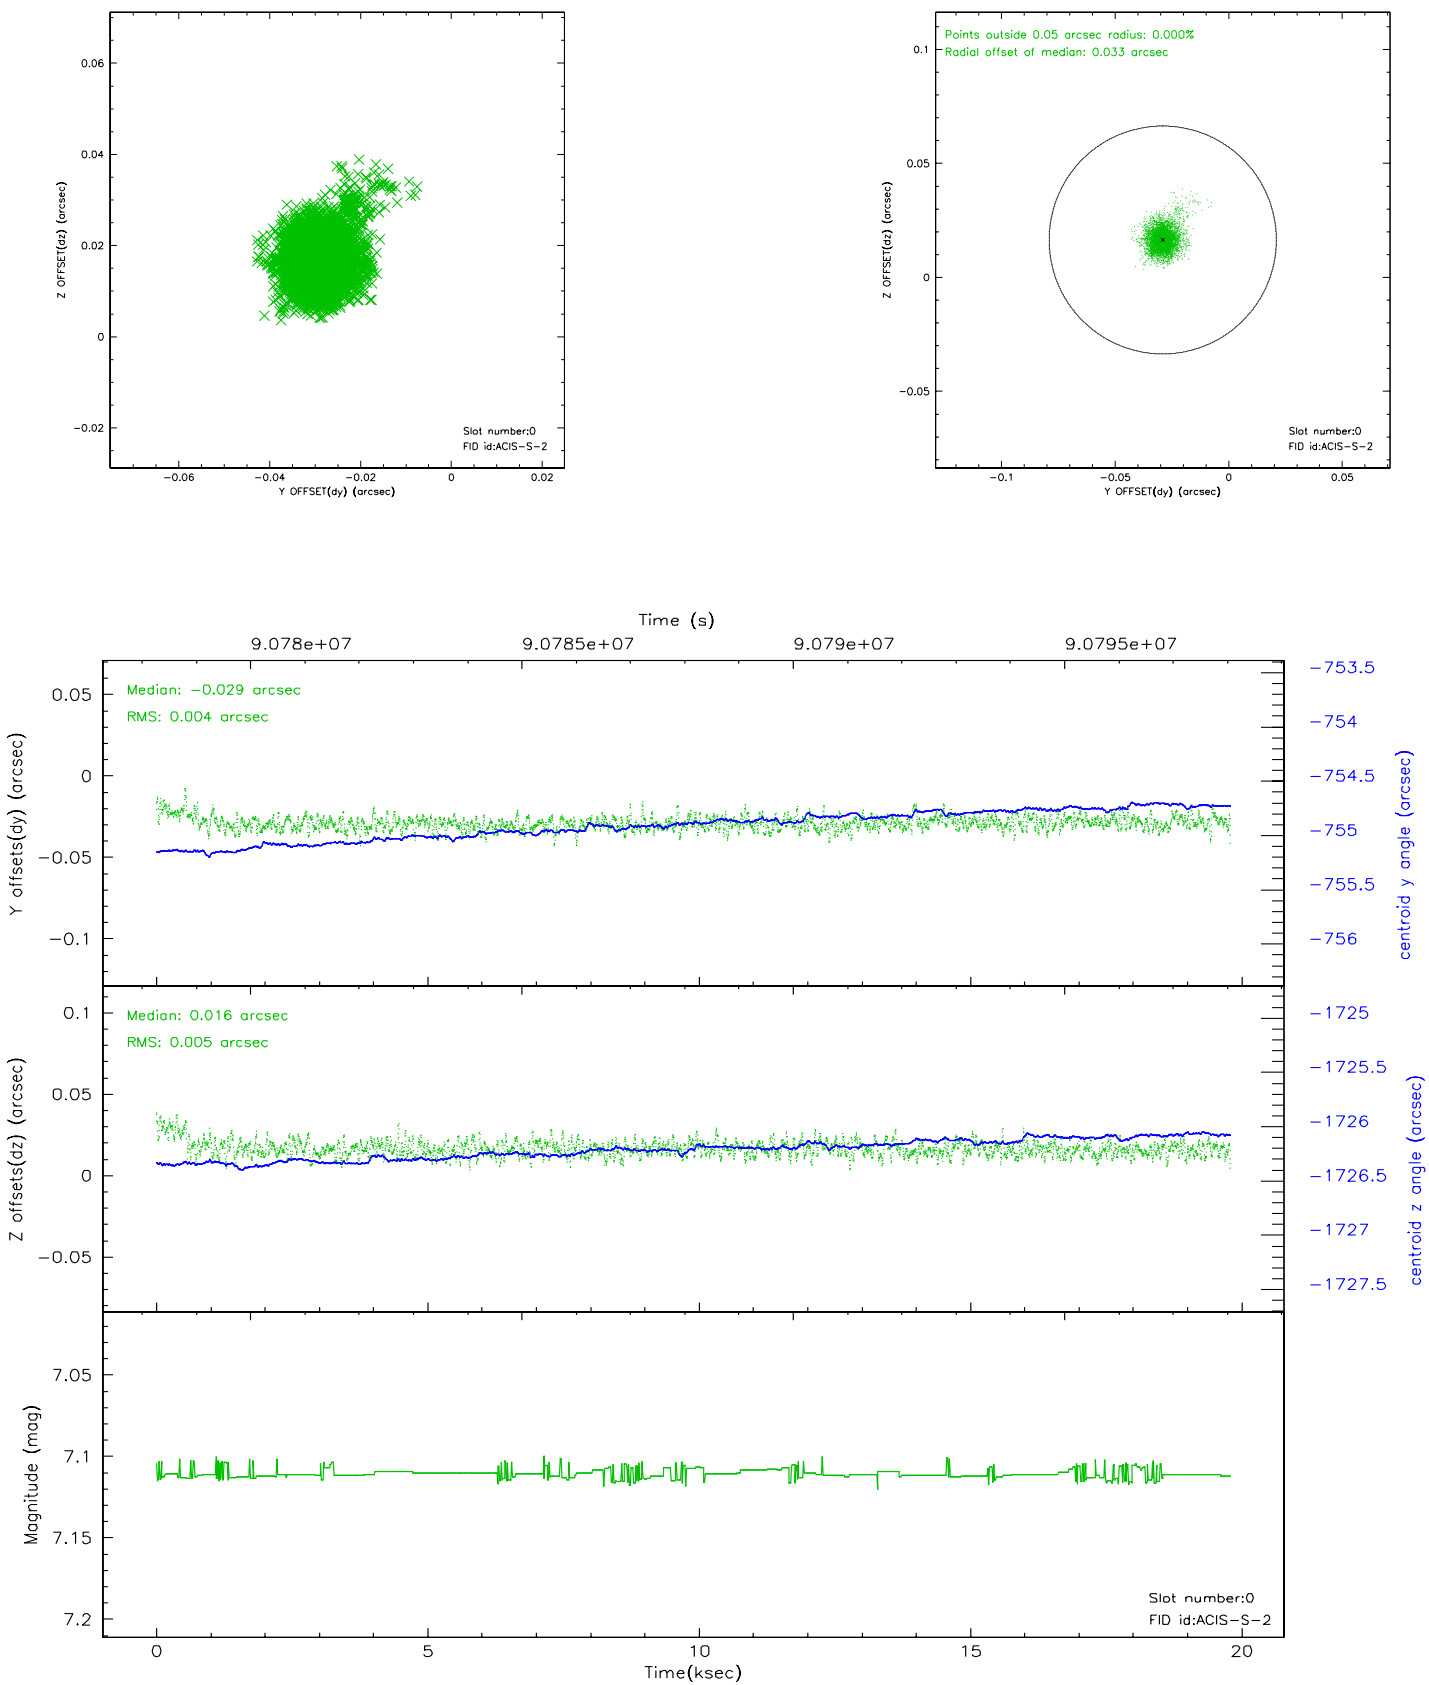 0.06
0.04
0.02
0
−0.02
Z OFFSET(dz) (arcsec)
Slot number:0
FID id:ACIS−S−2
−0.06
−0.04
−0.02
0
0.02
Y OFFSET(dy) (arcsec)
Points outside 0.05 arcsec radius: 0.000%
Radial offset of median: 0.033 arcsec
0.1
0.05
0
−0.05
Z OFFSET(dz) (arcsec)
Slot number:0
FID id:ACIS−S−2
−0.1
−0.05
0
0.05
Y OFFSET(dy) (arcsec)
Time (s)
9.078e+07
9.0785e+07
9.079e+07
9.0795e+07
Median: −0.029 arcsec
RMS: 0.004 arcsec
0.05
0
−0.05
−0.1
Y offsets(dy) (arcsec)
−753.5
−754
−754.5
−755
−755.5
−756
centroid y angle (arcsec)
Median: 0.016 arcsec
RMS: 0.005 arcsec
0.1
0.05
0
−0.05
Z offsets(dz) (arcsec)
−1725
−1725.5
−1726
−1726.5
−1727
−1727.5
centroid z angle (arcsec)
7.05
7.1
7.15
7.2
Magnitude (mag)
Slot number:0
FID id:ACIS−S−2
0
5
10
15
20
Time(ksec)